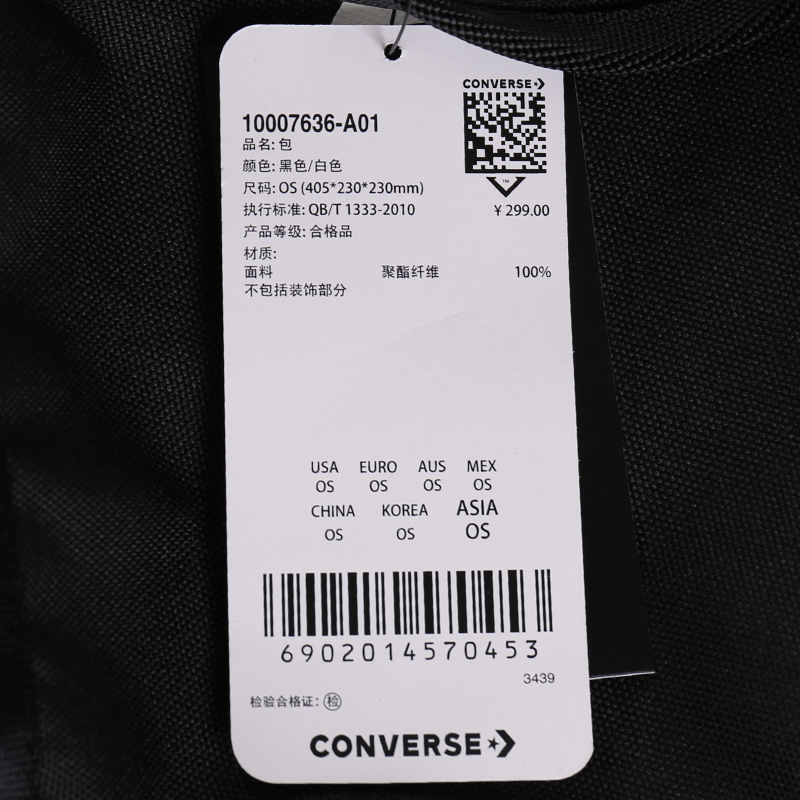 CONVERSE
10007636-A01
品名: 包
颜色: 黑色/白色
尺码: OS (405*230*230mm)
执行标准: QB/T 1333-2010
￥299.00
产品等级: 合格品
材质:
面料 聚酯纤维 100%
不包括装饰部分
TM
USA EURO AUS MEX
OS OS OS OS
CHINA KOREA ASIA
OS OS OS
6902014570453
3439
检验合格证: 检
CONVERSE